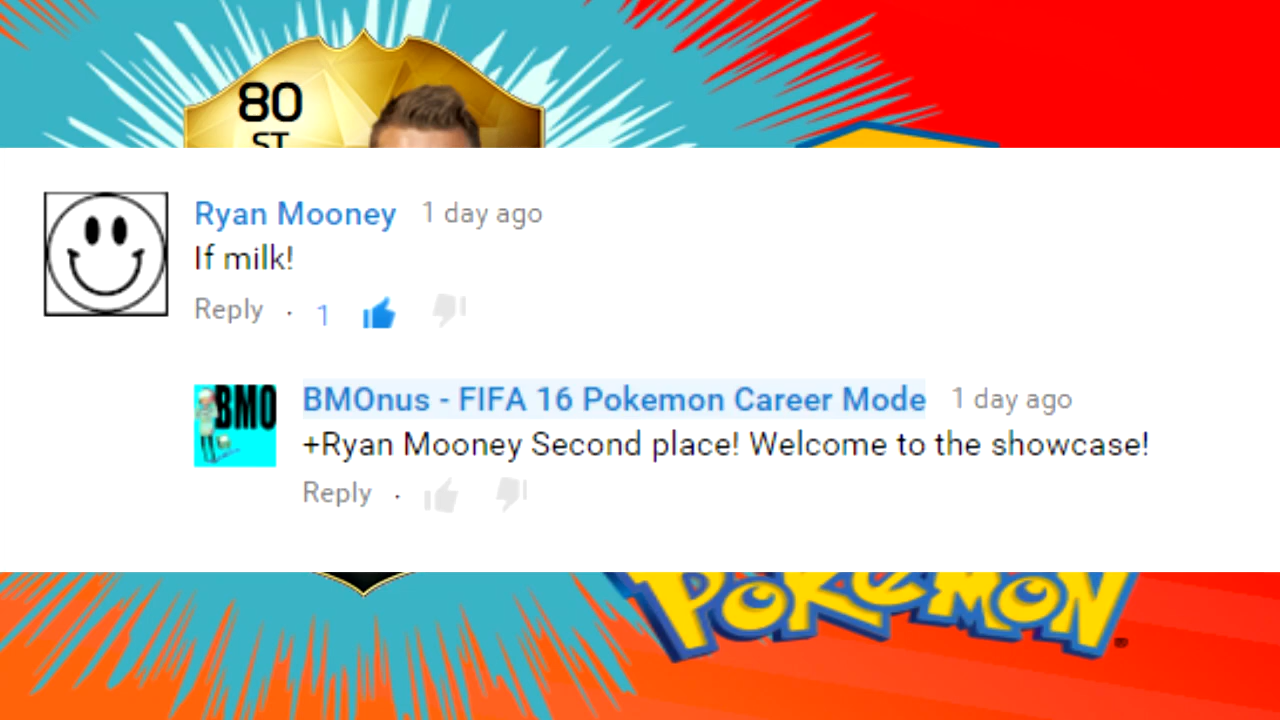 80
ST
Ryan Mooney 1 day ago
If milk!
Reply · 1
BMO
BMOnus - FIFA 16 Pokemon Career Mode 1 day ago
+Ryan Mooney Second place! Welcome to the showcase!
Reply ·
POKéMON